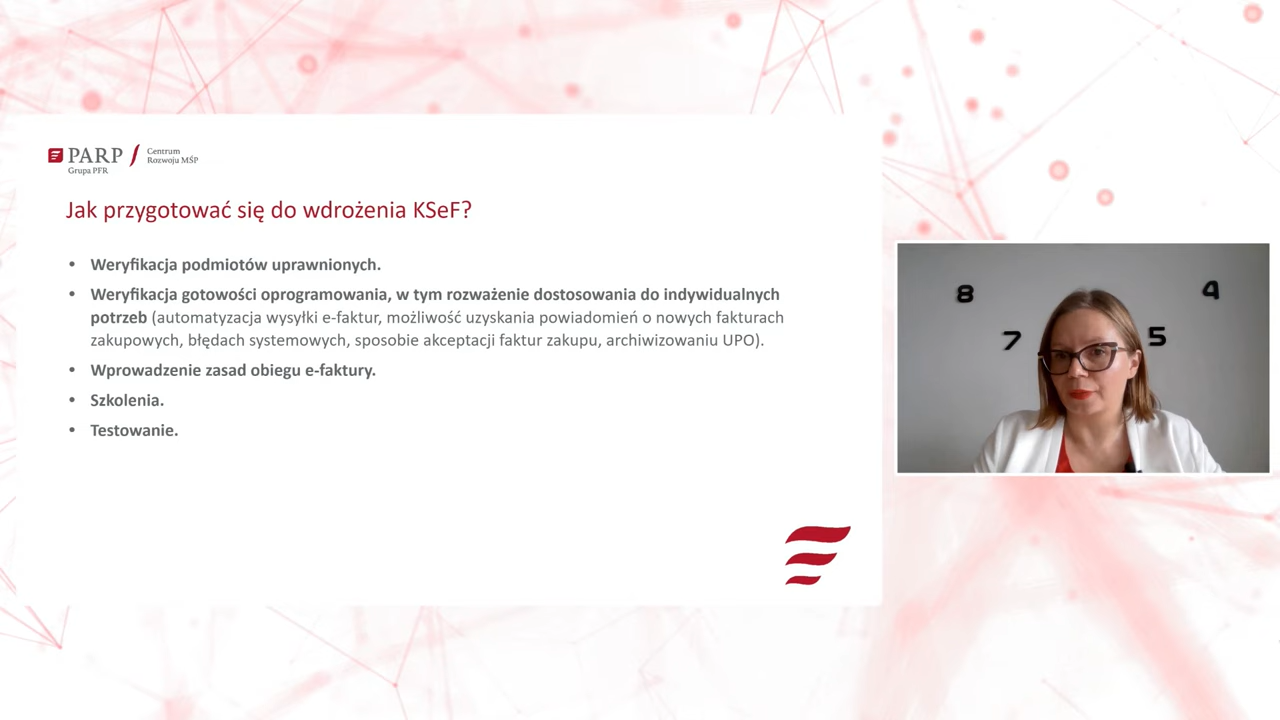 PARP
Grupa PFR
Centrum
Rozwoju MŚP
Jak przygotować się do wdrożenia KSeF?
• Weryfikacja podmiotów uprawnionych.
• Weryfikacja gotowości oprogramowania, w tym rozważenie dostosowania do indywidualnych
potrzeb (automatyzacja wysyłki e-faktur, możliwość uzyskania powiadomień o nowych fakturach
zakupowych, błędach systemowych, sposobie akceptacji faktur zakupu, archiwizowaniu UPO).
• Wprowadzenie zasad obiegu e-faktury.
• Szkolenia.
• Testowanie.
8 4
7 5